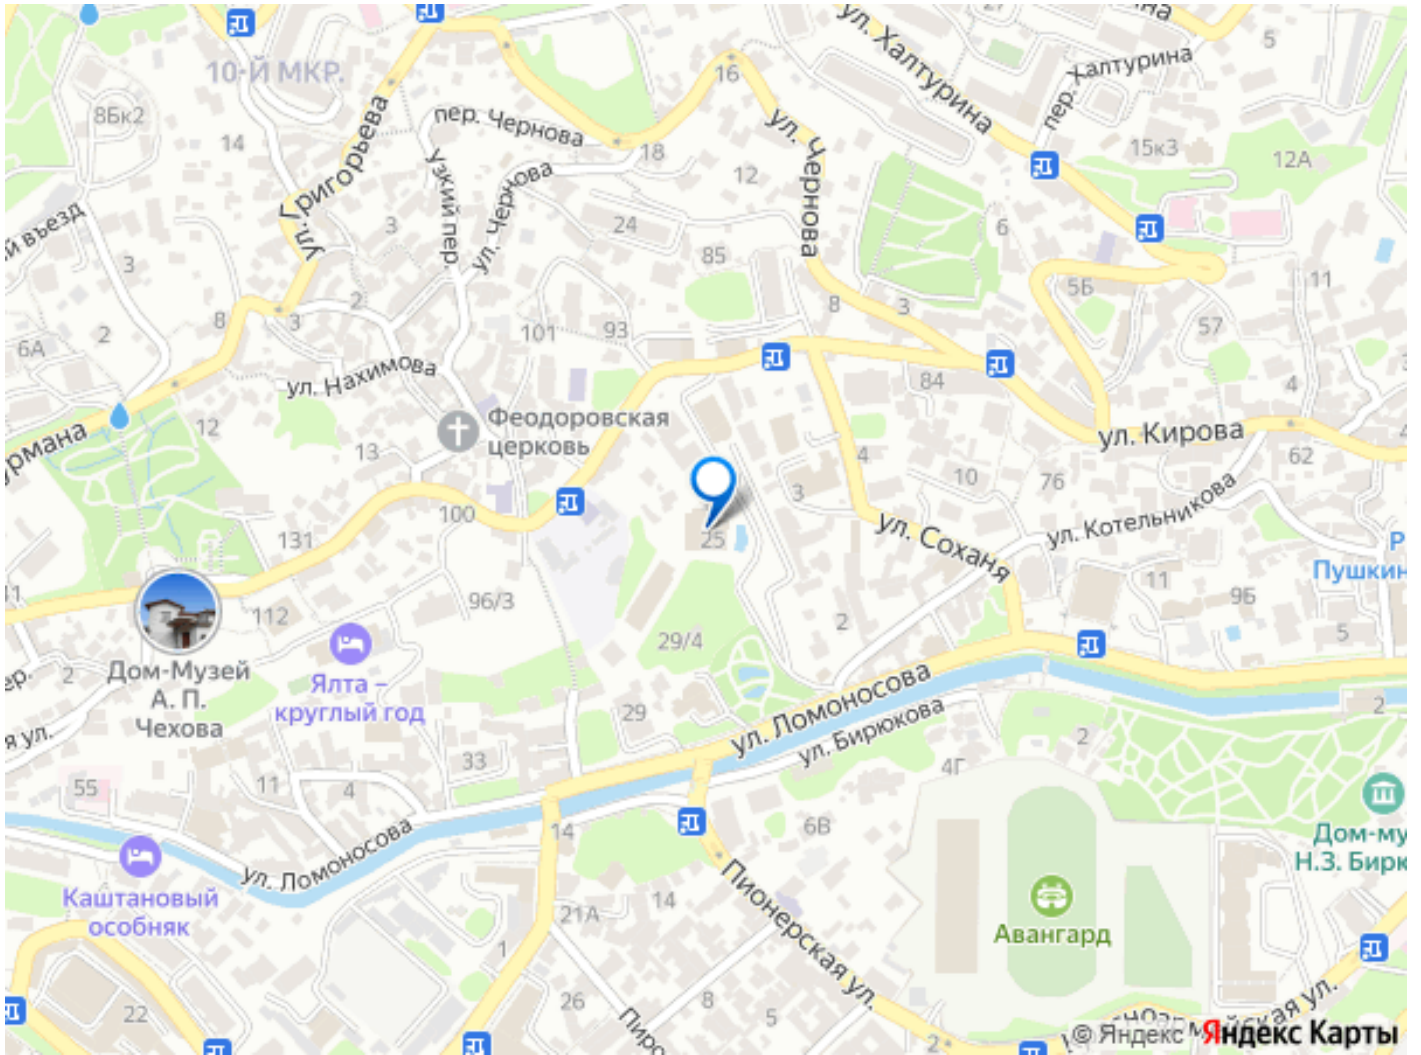 10-Й МКР.
8Бк2
14
ул. Григорьева
пер. Чернова
узкий пер.
ул. Чернова
16
18
12
24
ул. Чернова
ул. Халтурина
пер. Халтурина
5
15к3
12А
6
5Б
11
57
3
3
2
8
3
2
6А
85
101
93
8
3
84
4
ул. Нахимова
Феодоровская
церковь
12
13
ул. Кирова
62
10
76
4
3
ул. Котельникова
ул. Соханя
25
100
131
112
96/3
29/4
2
11
9Б
5
Пушкин
Дом-Музей
А. П.
Чехова
2
Ялта –
круглый год
29
33
ул. Ломоносова
ул. Бирюкова
2
2
4Г
55
11
4
ул. Ломоносова
14
6В
Каштановый
особняк
21А
14
Пионерская ул.
Авангард
Дом-му
Н.З. Бирю
1
22
26
8
5
2
Пиро
© Яндекс Яндекс Карты